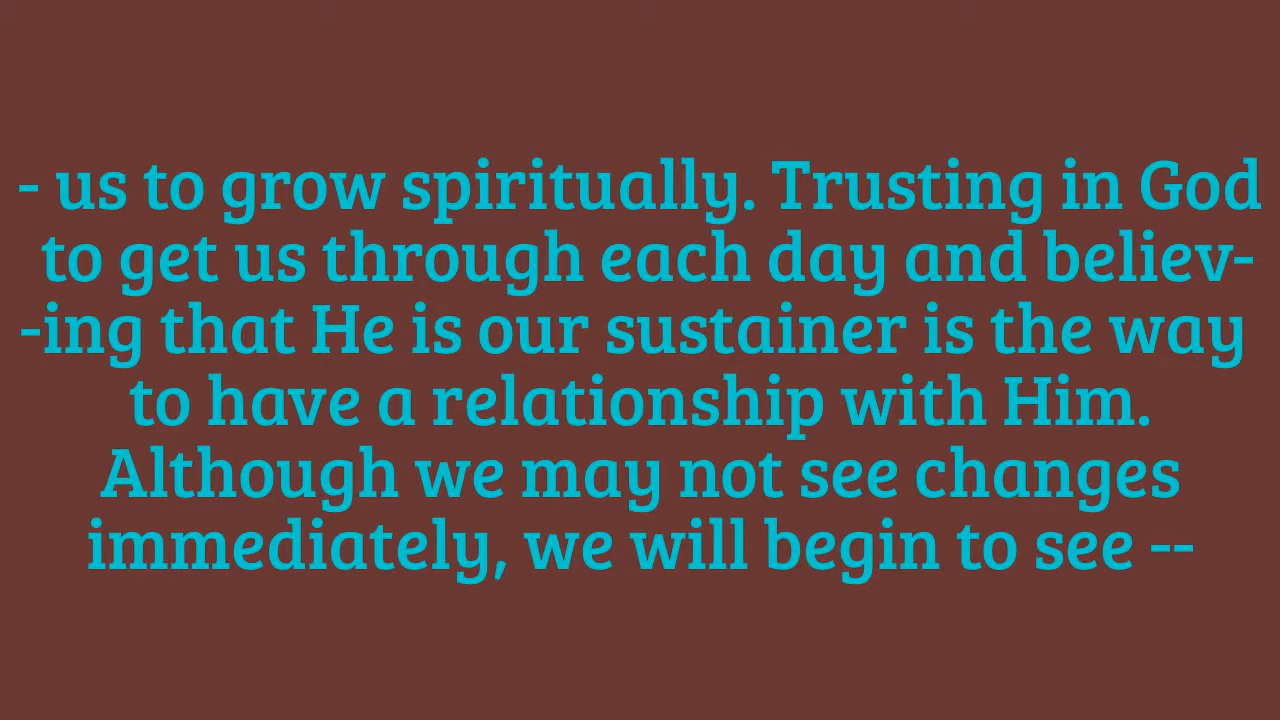 - us to grow spiritually. Trusting in God
to get us through each day and believ-
-ing that He is our sustainer is the way
to have a relationship with Him.
Although we may not see changes
immediately, we will begin to see --